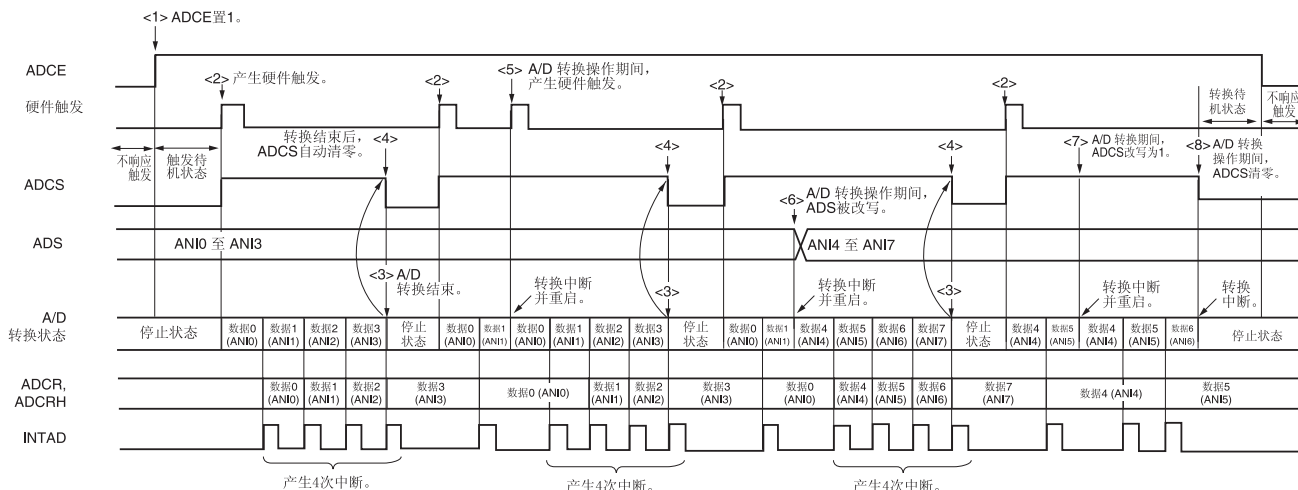 <1> ADCE置1。
ADCE
<2> 产生硬件触发。
<2>
<5> A/D 转换操作期间，
产生硬件触发。
<2>
<2>
硬件触发
转换待
机状态
不响应
触发
转换结束后，
ADCS自动清零。
<4>
<4>
<4>
<7> A/D 转换期间，
ADCS改写为1。
<8> A/D 转换
操作期间，
ADCS清零。
不响应
触发
触发待
机状态
ADCS
<6> A/D 转换操作期间，
ADS被改写。
ADS
ANI0 至 ANI3
ANI4 至 ANI7
<3> A/D
转换结束。
转换中断
并重启。
<3>
转换中断
并重启。
<3>
转换中断
并重启。
转换
中断。
A/D
转换状态
停止状态
数据0
(ANI0)
数据1
(ANI1)
数据2
(ANI2)
数据3
(ANI3)
停止
状态
数据0
(ANI0)
数据1
(ANI1)
数据0
(ANI0)
数据1
(ANI1)
数据2
(ANI2)
数据3
(ANI3)
停止
状态
数据0
(ANI0)
数据1
(ANI1)
数据4
(ANI4)
数据5
(ANI5)
数据6
(ANI6)
数据7
(ANI7)
停止
状态
数据4
(ANI4)
数据5
(ANI5)
数据4
(ANI4)
数据5
(ANI5)
数据6
(ANI6)
停止状态
ADCR,
ADCRH
数据0
(ANI0)
数据1
(ANI1)
数据2
(ANI2)
数据3
(ANI3)
数据0 (ANI0)
数据1
(ANI1)
数据2
(ANI2)
数据3
(ANI3)
数据0
(ANI0)
数据4
(ANI4)
数据5
(ANI5)
数据6
(ANI6)
数据7
(ANI7)
数据4 (ANI4)
数据5
(ANI5)
INTAD
产生4次中断。
产生4次中断。
产生4次中断。